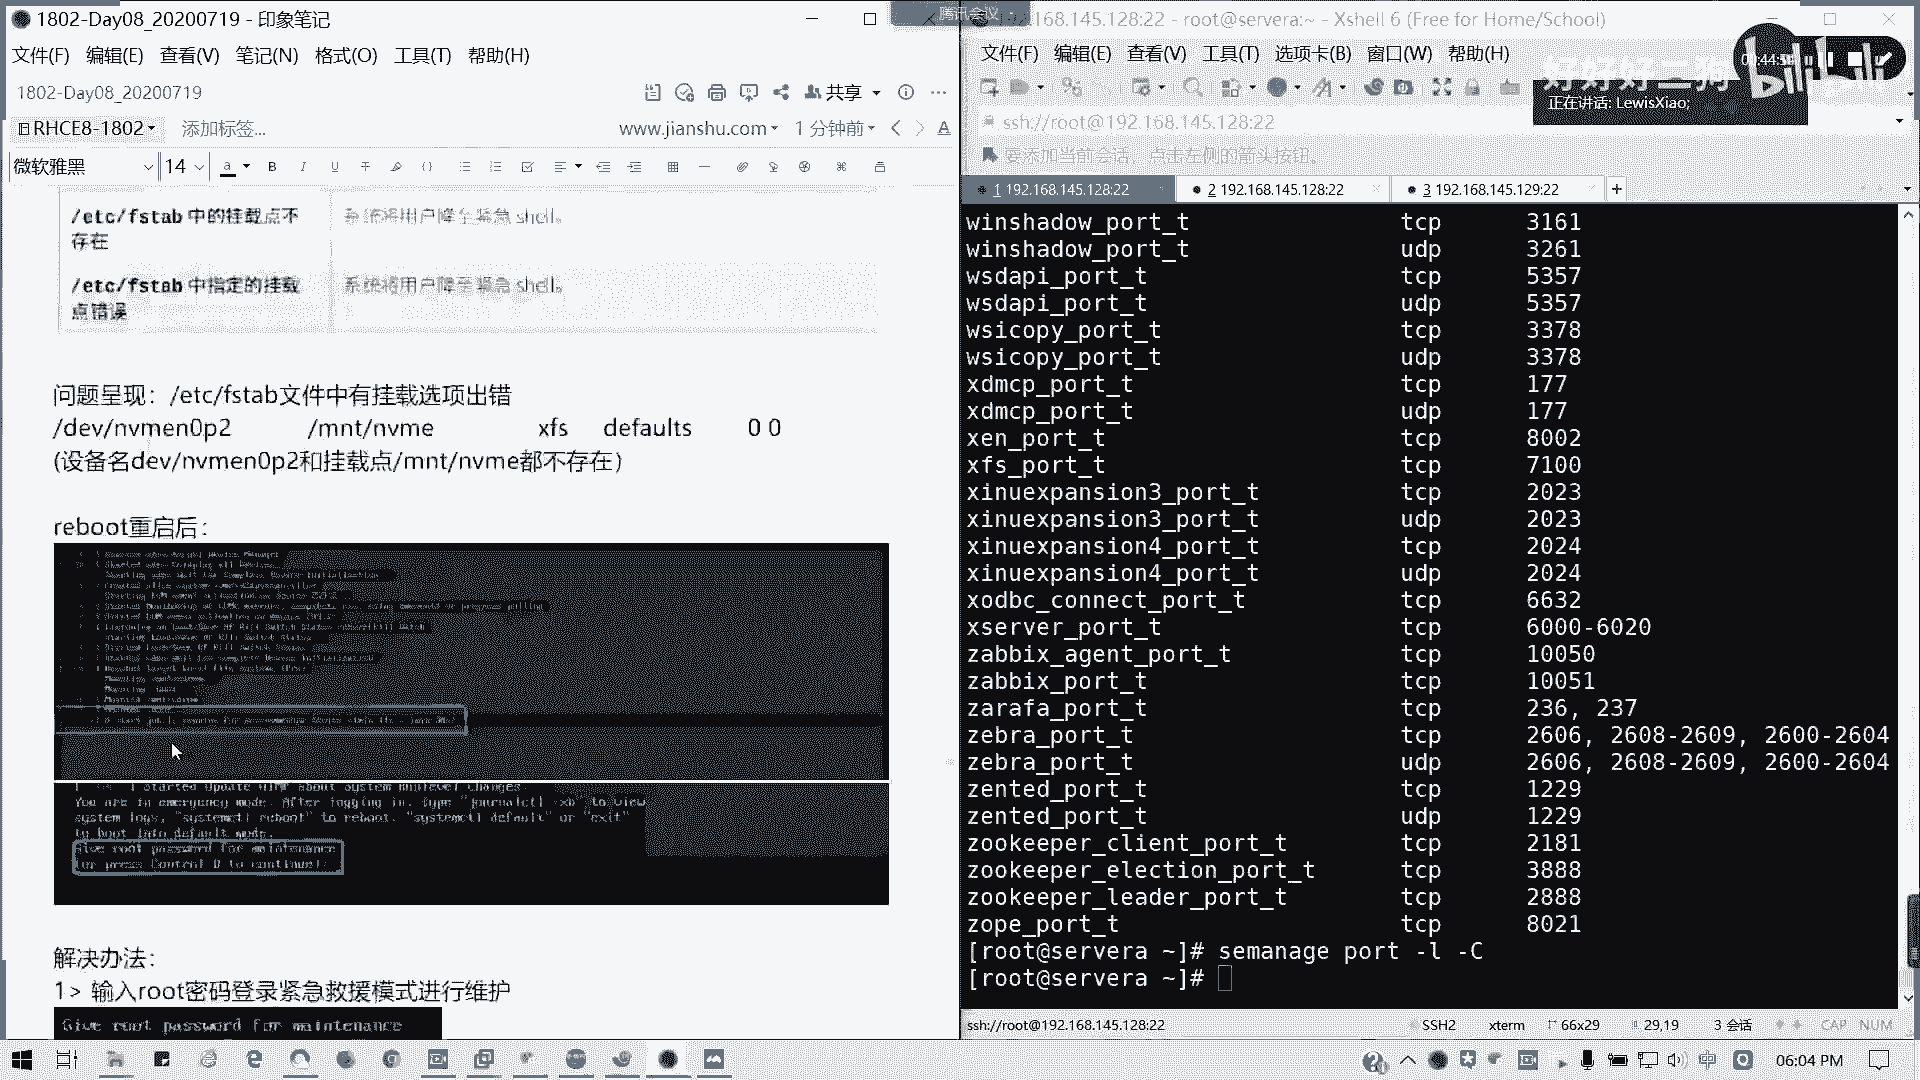 1802-Day08_20200719 - 印象笔记
文件(F) 编辑(E) 查看(V) 笔记(N) 格式(O) 工具(T) 帮助(H)
1802-Day08_20200719
共享
RHCE8-1802
添加标签...
www.jianshu.com
1 分钟前
微软雅黑
14
/etc/fstab 中的挂载点不存在
系统将用户降至紧急 shell。
/etc/fstab 中指定的挂载点错误
系统将用户降至紧急 shell。
问题呈现：/etc/fstab文件中有挂载选项出错
/dev/nvmen0p2 /mnt/nvme xfs defaults 0 0
(设备名dev/nvmen0p2和挂载点/mnt/nvme都不存在)
reboot重启后：
You are in emergency mode. After logging in, type "journalctl -xb" to view
system logs, "systemctl reboot" to reboot, "systemctl default" or "exit"
to boot into default mode.
Give root password for maintenance
(or press Control-D to continue):
解决办法：
1> 输入root密码登录紧急救援模式进行维护
Give root password for maintenance
腾讯会议
192.168.145.128:22 - root@servera:~ - Xshell 6 (Free for Home/School)
文件(F) 编辑(E) 查看(V) 工具(T) 选项卡(B) 窗口(W) 帮助(H)
好好好二狗
bilibili
正在讲话: LewisXiao;
ssh://root@192.168.145.128:22
要添加当前会话，点击左侧的箭头按钮。
1 192.168.145.128:22
2 192.168.145.128:22
3 192.168.145.129:22
winshadow_port_t tcp 3161
winshadow_port_t udp 3261
wsdapi_port_t tcp 5357
wsdapi_port_t udp 5357
wsicopy_port_t tcp 3378
wsicopy_port_t udp 3378
xdmcp_port_t tcp 177
xdmcp_port_t udp 177
xen_port_t tcp 8002
xfs_port_t tcp 7100
xinuexpansion3_port_t tcp 2023
xinuexpansion3_port_t udp 2023
xinuexpansion4_port_t tcp 2024
xinuexpansion4_port_t udp 2024
xodbc_connect_port_t tcp 6632
xserver_port_t tcp 6000-6020
zabbix_agent_port_t tcp 10050
zabbix_port_t tcp 10051
zarafa_port_t tcp 236, 237
zebra_port_t tcp 2606, 2608-2609, 2600-2604
zebra_port_t udp 2606, 2608-2609, 2600-2604
zented_port_t tcp 1229
zented_port_t udp 1229
zookeeper_client_port_t tcp 2181
zookeeper_election_port_t tcp 3888
zookeeper_leader_port_t tcp 2888
zope_port_t tcp 8021
[root@servera ~]# semanage port -l -C
[root@servera ~]#
ssh://root@192.168.145.128:22
SSH2 xterm 66x29 29,19 3 会话 CAP NUM
中
06:04 PM